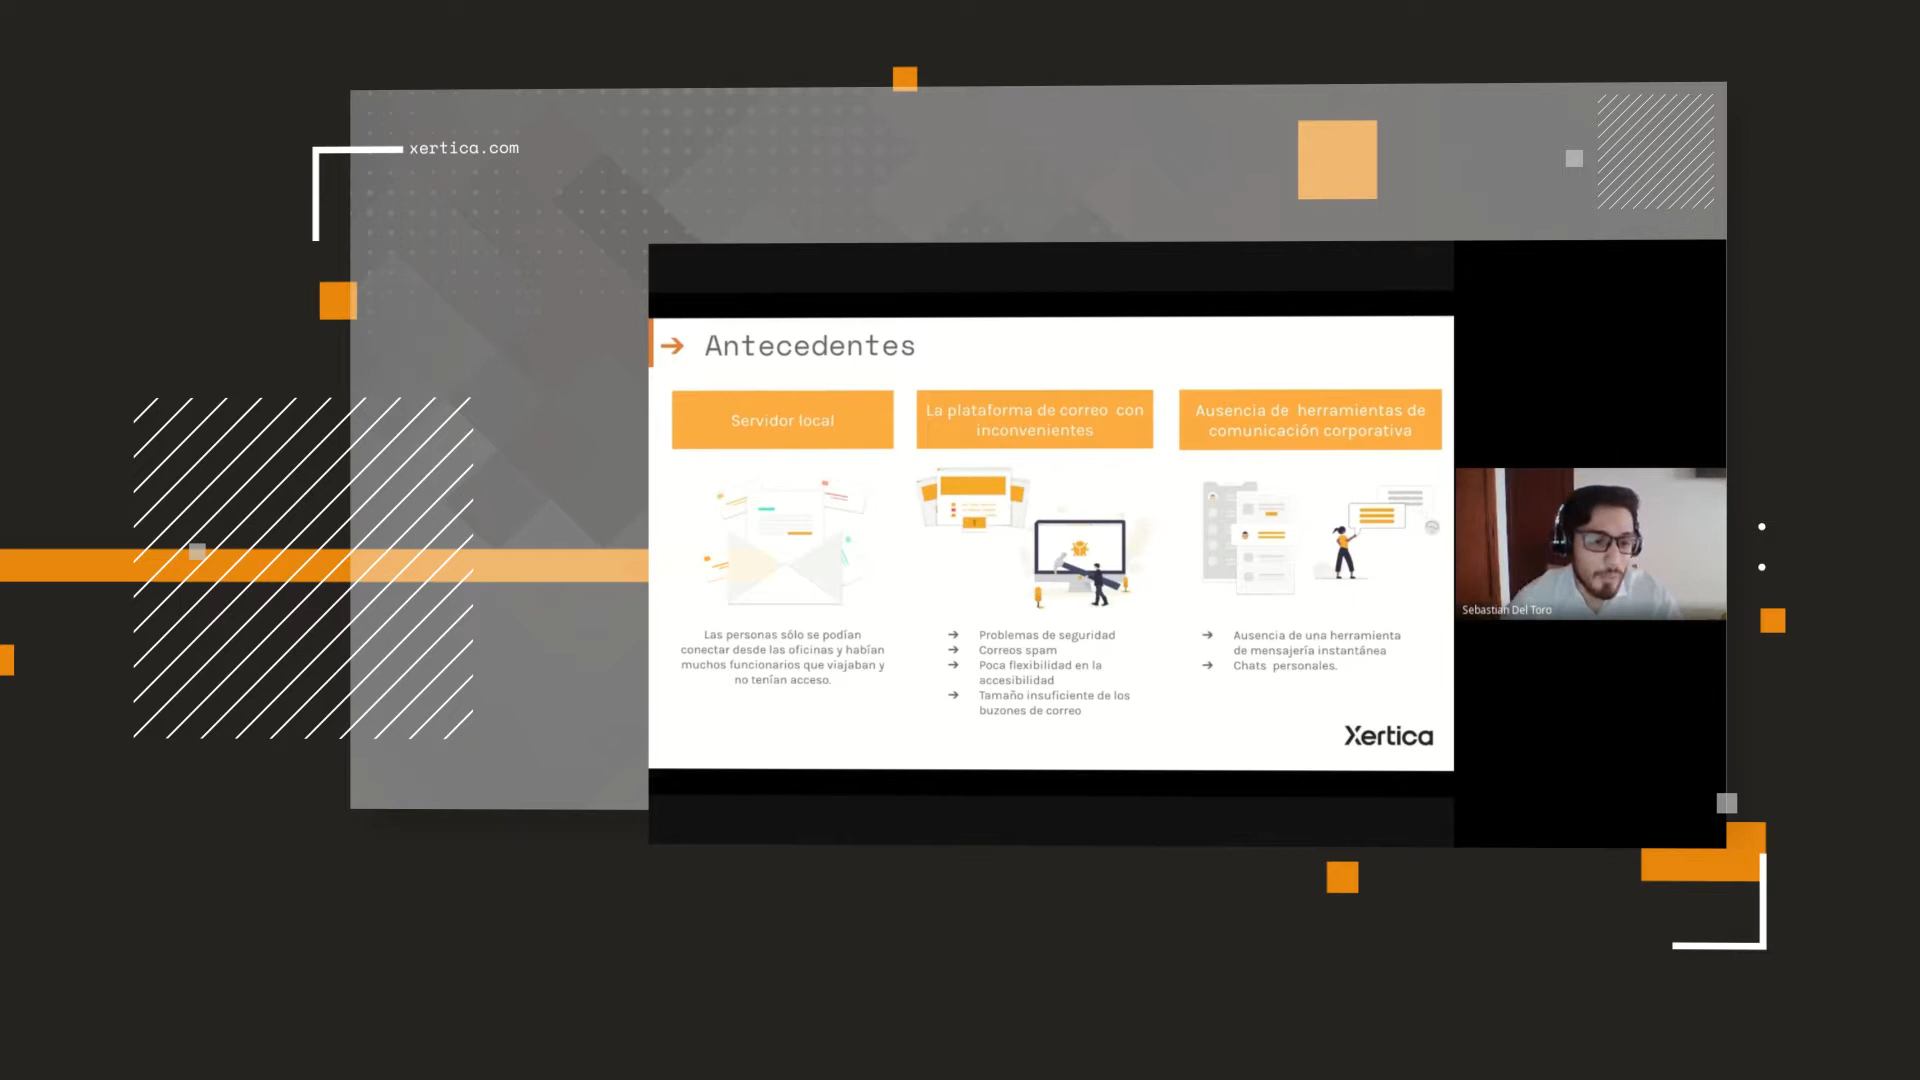 xertica.com
Antecedentes
Servidor local
La plataforma de correo con
inconvenientes
Ausencia de herramientas de
comunicación corporativa
Las personas sólo se podían
conectar desde las oficinas y habían
muchos funcionarios que viajaban y
no tenían acceso.
→ Problemas de seguridad
→ Correos spam
→ Poca flexibilidad en la
accesibilidad
→ Tamaño insuficiente de los
buzones de correo
→ Ausencia de una herramienta
de mensajería instantánea
→ Chats personales.
Xertica
Sebastian Del Toro